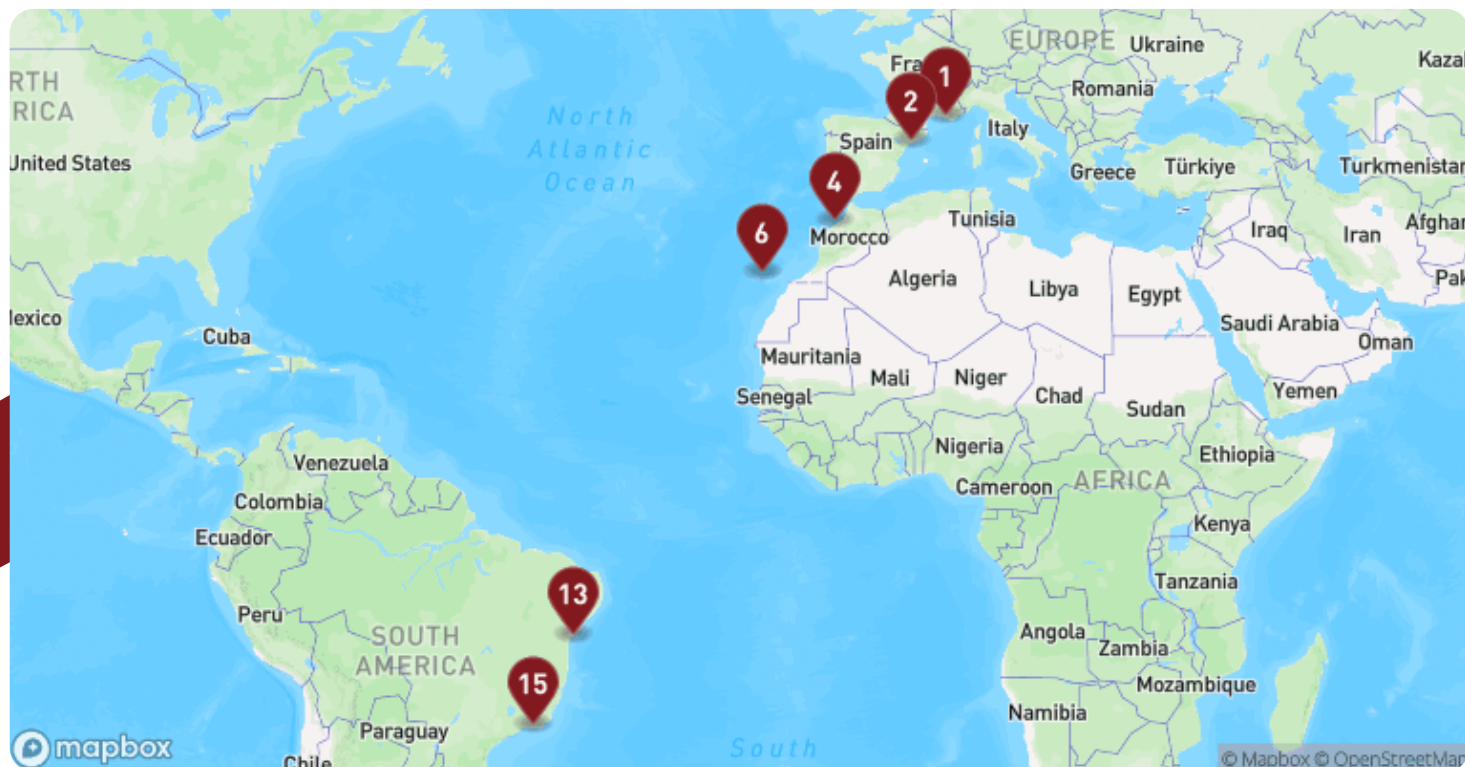 EUROPE
Ukraine
Fra
1
Kazal
RTH
RICA
2
Romania
North
Atlantic
Ocean
Italy
Spain
United States
Greece
Türkiye
Turkmenistan
4
Tunisia
Morocco
6
Iraq
Iran
Afghan
Algeria
Libya
Egypt
Pak
Mexico
Cuba
Saudi Arabia
Oman
Mauritania
Mali
Niger
Chad
Yemen
Senegal
Sudan
Nigeria
Ethiopia
Venezuela
Cameroon
AFRICA
Colombia
Ecuador
Kenya
13
Tanzania
Peru
SOUTH
AMERICA
Angola
Zambia
15
Mozambique
Namibia
Paraguay
South
mapbox
Chile
© Mapbox © OpenStreetMap